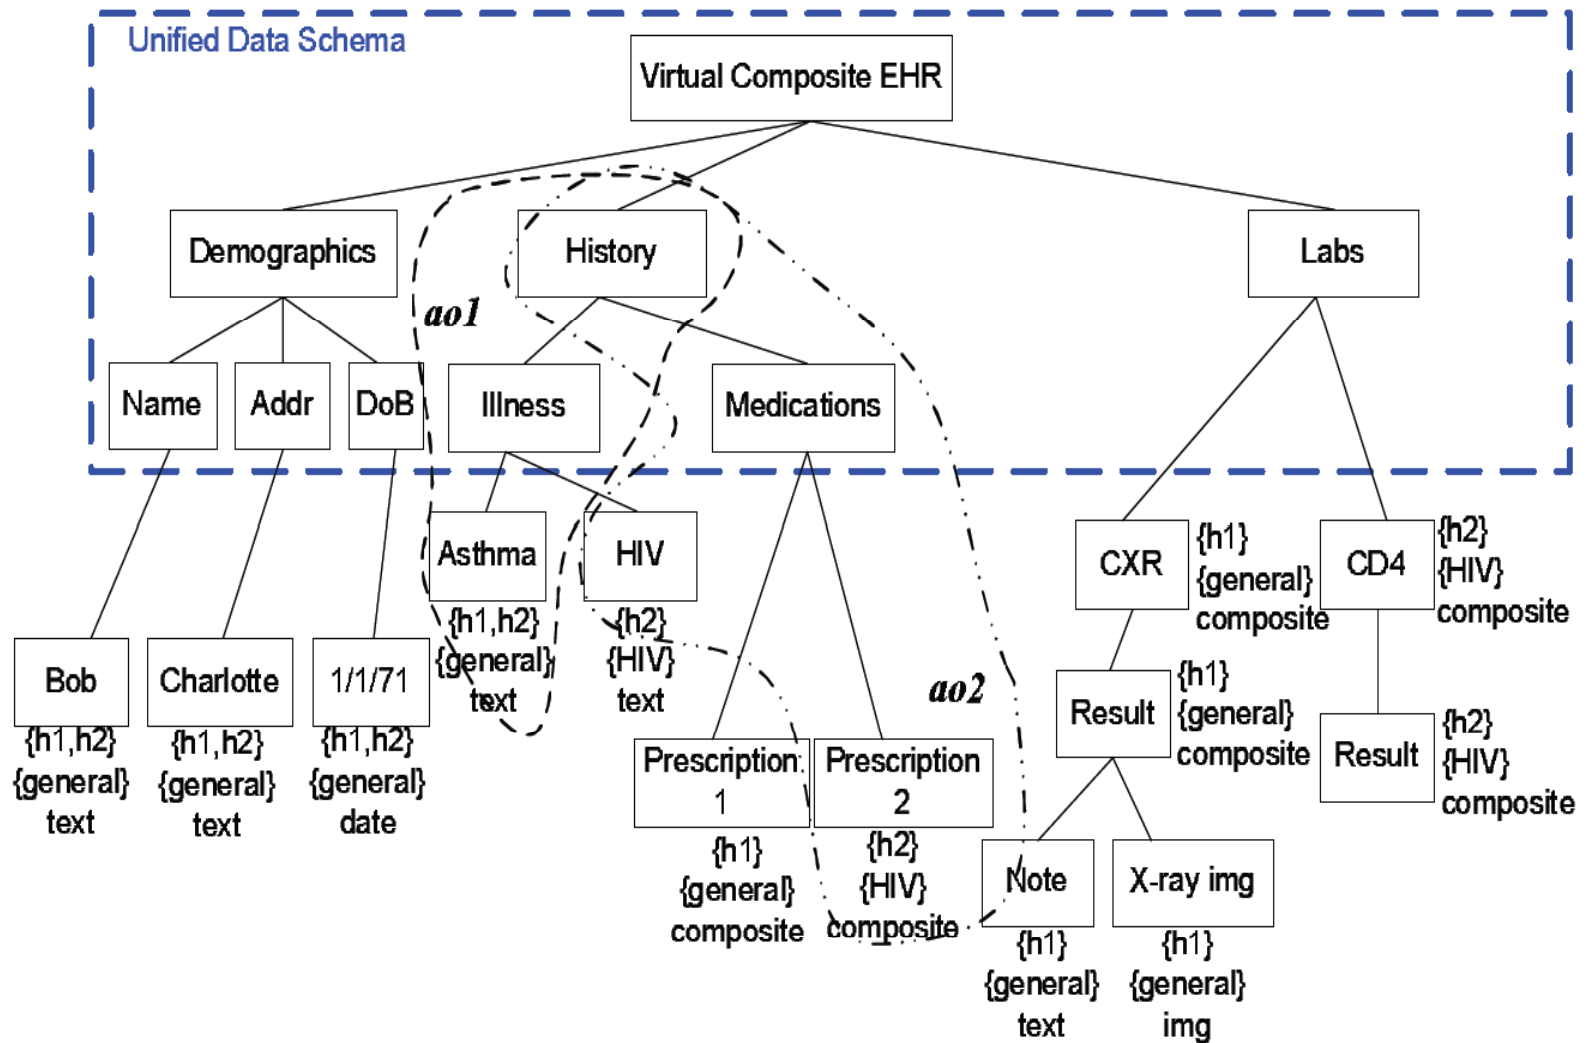 Unified Data Schema
Virtual Composite EHR
Demographics
History
Labs
ao1
Name
Addr
DoB
Illness
Medications
Asthma
{h1,h2}
{general}
text
HIV
{h2}
{HIV}
text
CXR
{h1}
{general}
composite
CD4
{h2}
{HIV}
composite
Bob
{h1,h2}
{general}
text
Charlotte
{h1,h2}
{general}
text
1/1/71
{h1,h2}
{general}
date
ao2
Result
{h1}
{general}
composite
Result
{h2}
{HIV}
composite
Prescription
1
{h1}
{general}
composite
Prescription
2
{h2}
{HIV}
composite
Note
{h1}
{general}
text
X-ray img
{h1}
{general}
img